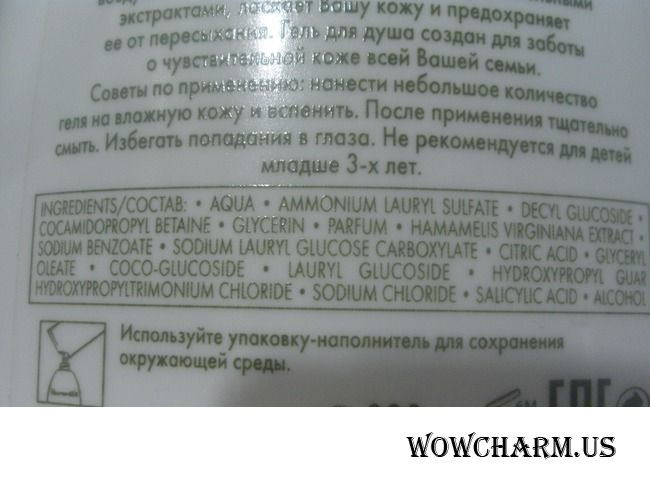 экстрактами, ласкает Вашу кожу и предохраняет
ее от пересыхания. Гель для душа создан для заботы
о чувствительной коже всей Вашей семьи.
Советы по применению: нанести небольшое количество
геля на влажную кожу и вспенить. После применения тщательно
смыть. Избегать попадания в глаза. Не рекомендуется для детей
младше 3-х лет.
INGREDIENTS/СОСТАВ: • AQUA • AMMONIUM LAURYL SULFATE • DECYL GLUCOSIDE •
COCAMIDOPROPYL BETAINE • GLYCERIN • PARFUM • HAMAMELIS VIRGINIANA EXTRACT •
SODIUM BENZOATE • SODIUM LAURYL GLUCOSE CARBOXYLATE • CITRIC ACID • GLYCERYL
OLEATE • COCO-GLUCOSIDE • LAURYL GLUCOSIDE • HYDROXYPROPYL GUAR
HYDROXYPROPYLTRIMONIUM CHLORIDE • SODIUM CHLORIDE • SALICYLIC ACID • ALCOHOL
Используйте упаковку-наполнитель для сохранения
окружающей среды.
WOWCHARM.US